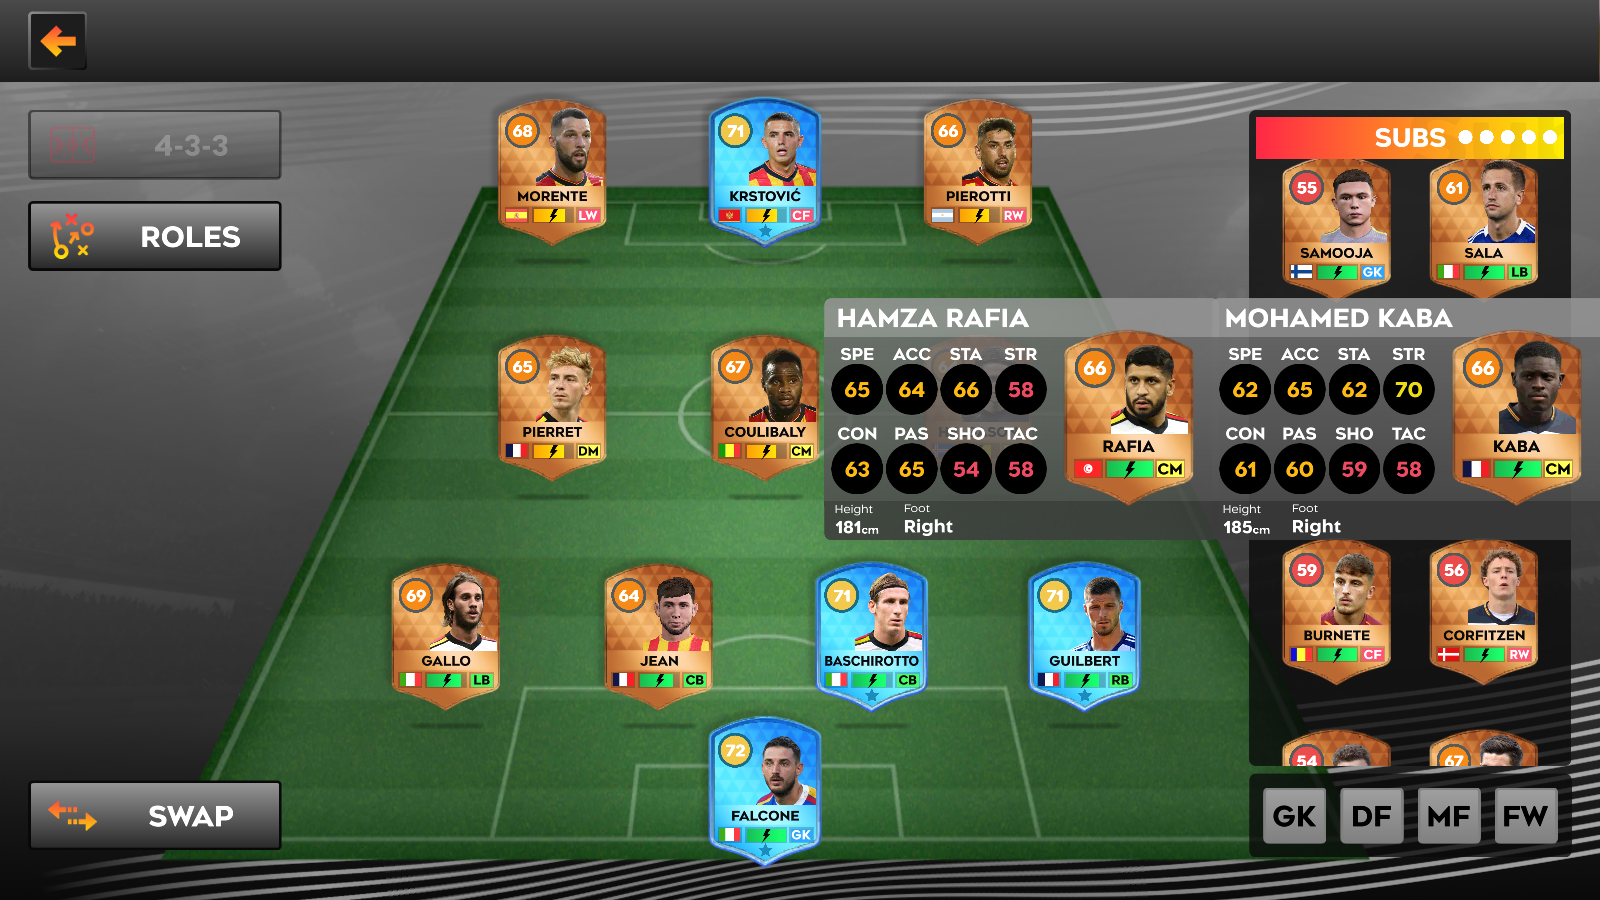 4-3-3
ROLES
68
MORENTE
LW
71
KRSTOVIĆ
CF
66
PIEROTTI
RW
SUBS
55
SAMOOJA
GK
61
SALA
LB
65
PIERRET
DM
67
COULIBALY
CM
HAMZA RAFIA
SPE ACC STA STR
65 64 66 58
CON PAS SHO TAC
63 65 54 58
Height Foot
181cm Right
66
RAFIA
CM
MOHAMED KABA
SPE ACC STA STR
62 65 62 70
CON PAS SHO TAC
61 60 59 58
Height Foot
185cm Right
66
KABA
CM
69
GALLO
LB
64
JEAN
CB
71
BASCHIROTTO
CB
71
GUILBERT
RB
59
BURNETE
CF
56
CORFITZEN
RW
72
FALCONE
GK
54
67
SWAP
GK DF MF FW